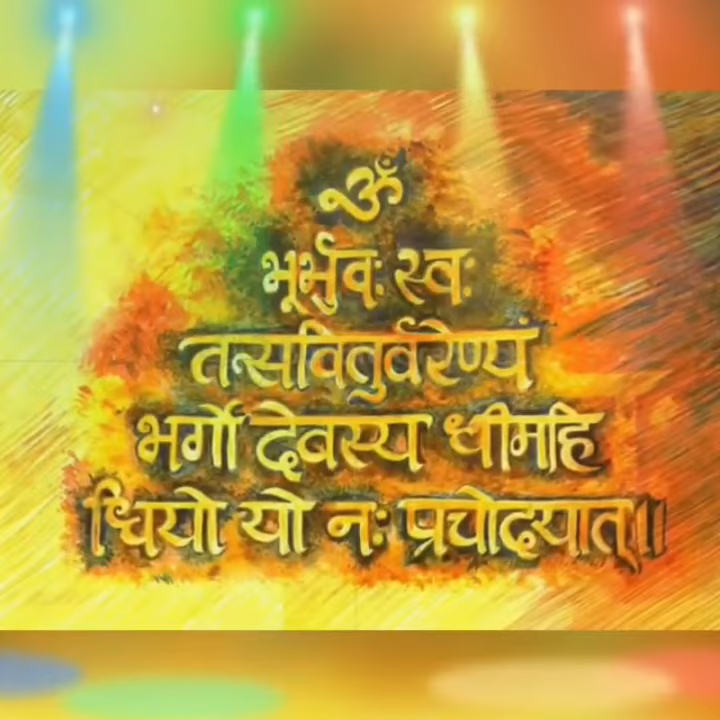 ॐ
भूर्भुवः स्वः
तत्सवितुर्वरेण्यं
भर्गो देवस्य धीमहि
धियो यो नः प्रचोदयात्॥